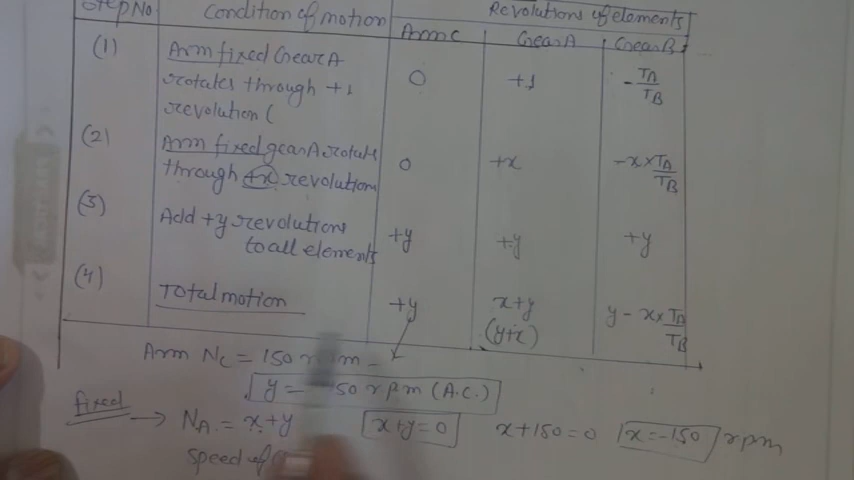 Step No Condition of motion Revolutions of elements
Arm C Gear A Gear B
(1) Arm fixed Gear A rotates through +1 revolution ( 0 +1 - TA/TB
(2) Arm fixed gear A rotates through +x revolution 0 +x -x × TA/TB
(3) Add +y revolutions to all elements +y +y +y
(4) Total motion +y x+y (y+x) y - x × TA/TB
Arm NC = 150 rpm
y = 150 rpm (A.C.)
fixed → NA = x+y x+y=0 x+150=0 x=-150 rpm
speed of